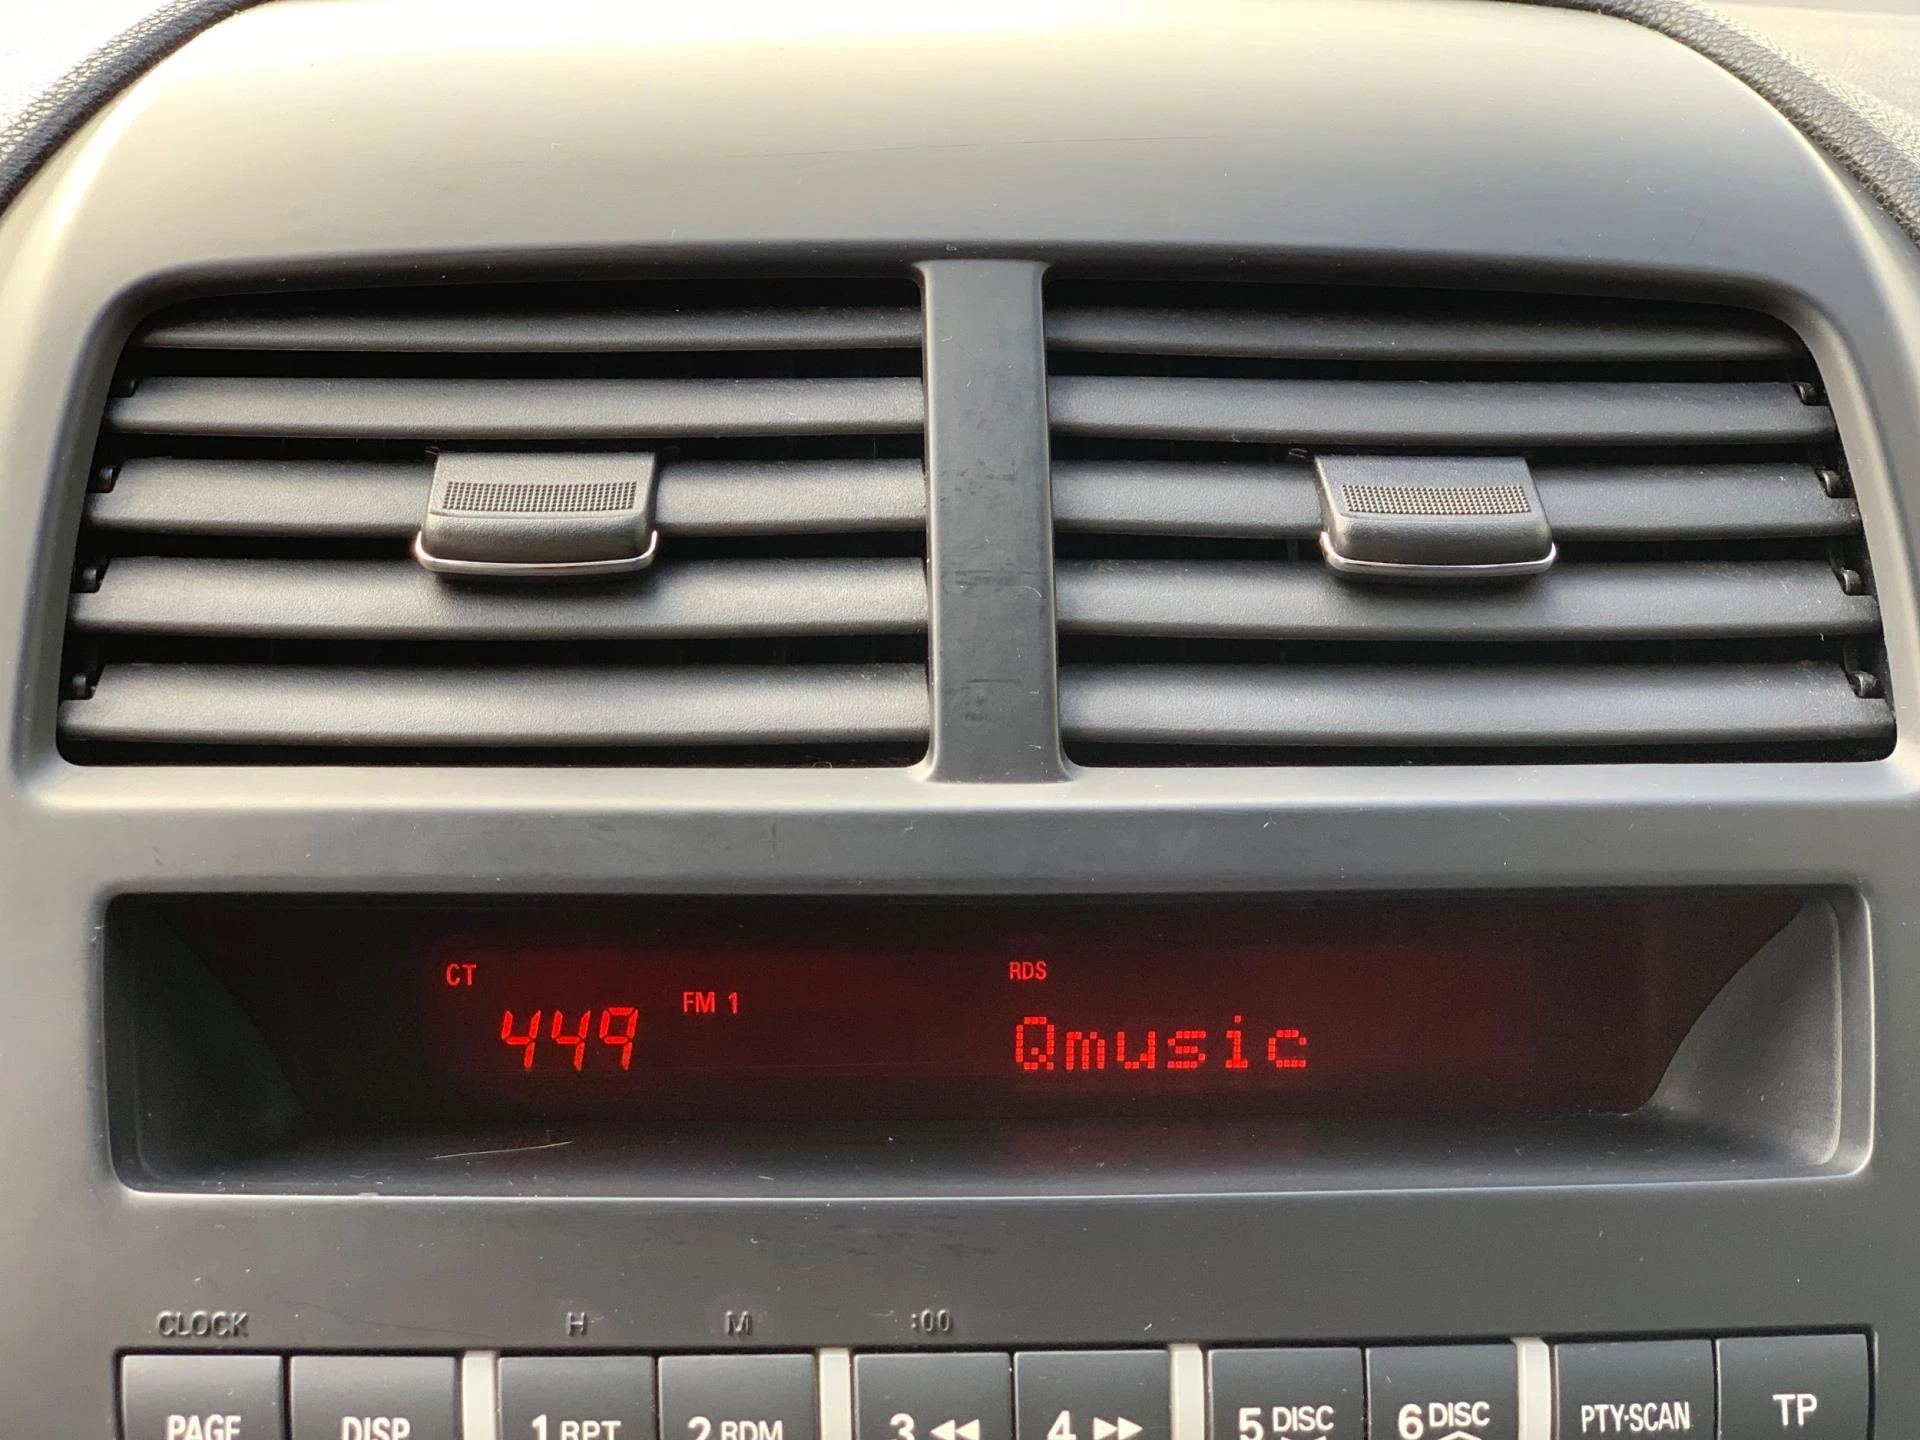 CT
RDS
FM 1
449
Qmusic
CLOCK H M :00
PAGE DISP 1 RPT 2 RDM 3 ◀◀ 4 ▶▶ 5 DISC 6 DISC PTY·SCAN TP